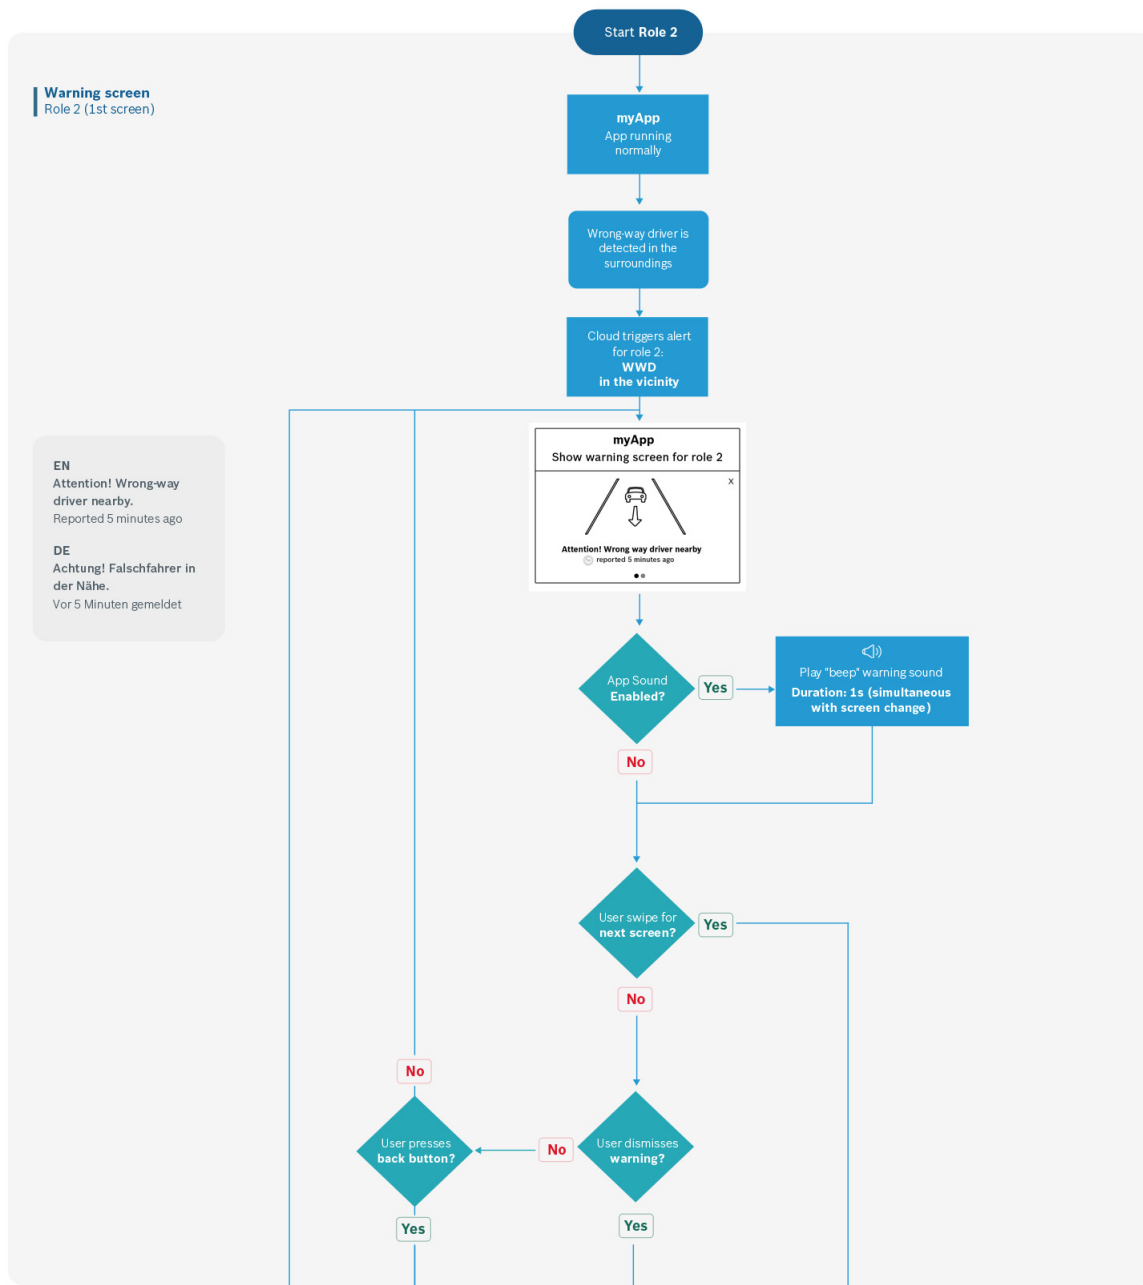 Start Role 2
Warning screen
Role 2 (1st screen)
myApp
App running
normally
Wrong-way driver is
detected in the
surroundings
Cloud triggers alert
for role 2:
WWD
in the vicinity
EN
Attention! Wrong-way
driver nearby.
Reported 5 minutes ago
DE
Achtung! Falschfahrer in
der Nähe.
Vor 5 Minuten gemeldet
myApp
Show warning screen for role 2
x
Attention! Wrong way driver nearby
reported 5 minutes ago
App Sound
Enabled?
Yes
Play "beep" warning sound
Duration: 1s (simultaneous
with screen change)
No
User swipe for
next screen?
Yes
No
No
User presses
back button?
No
User dismisses
warning?
Yes
Yes